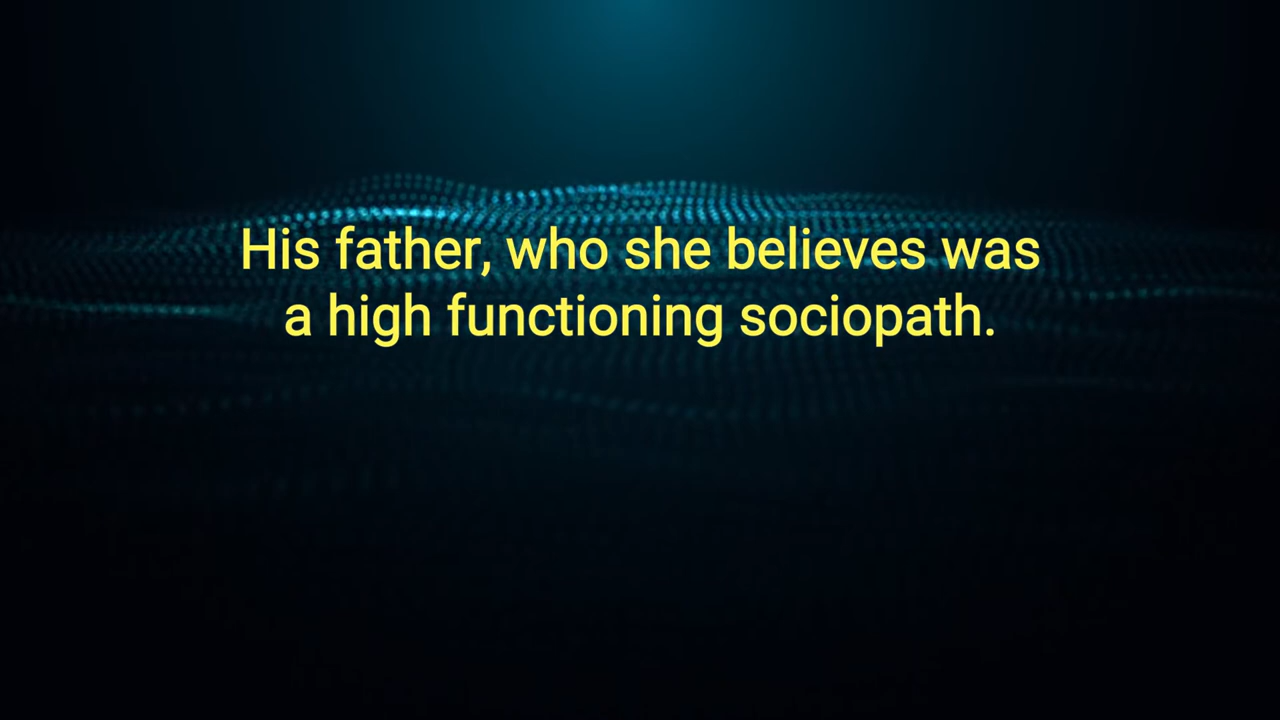 His father, who she believes was
a high functioning sociopath.